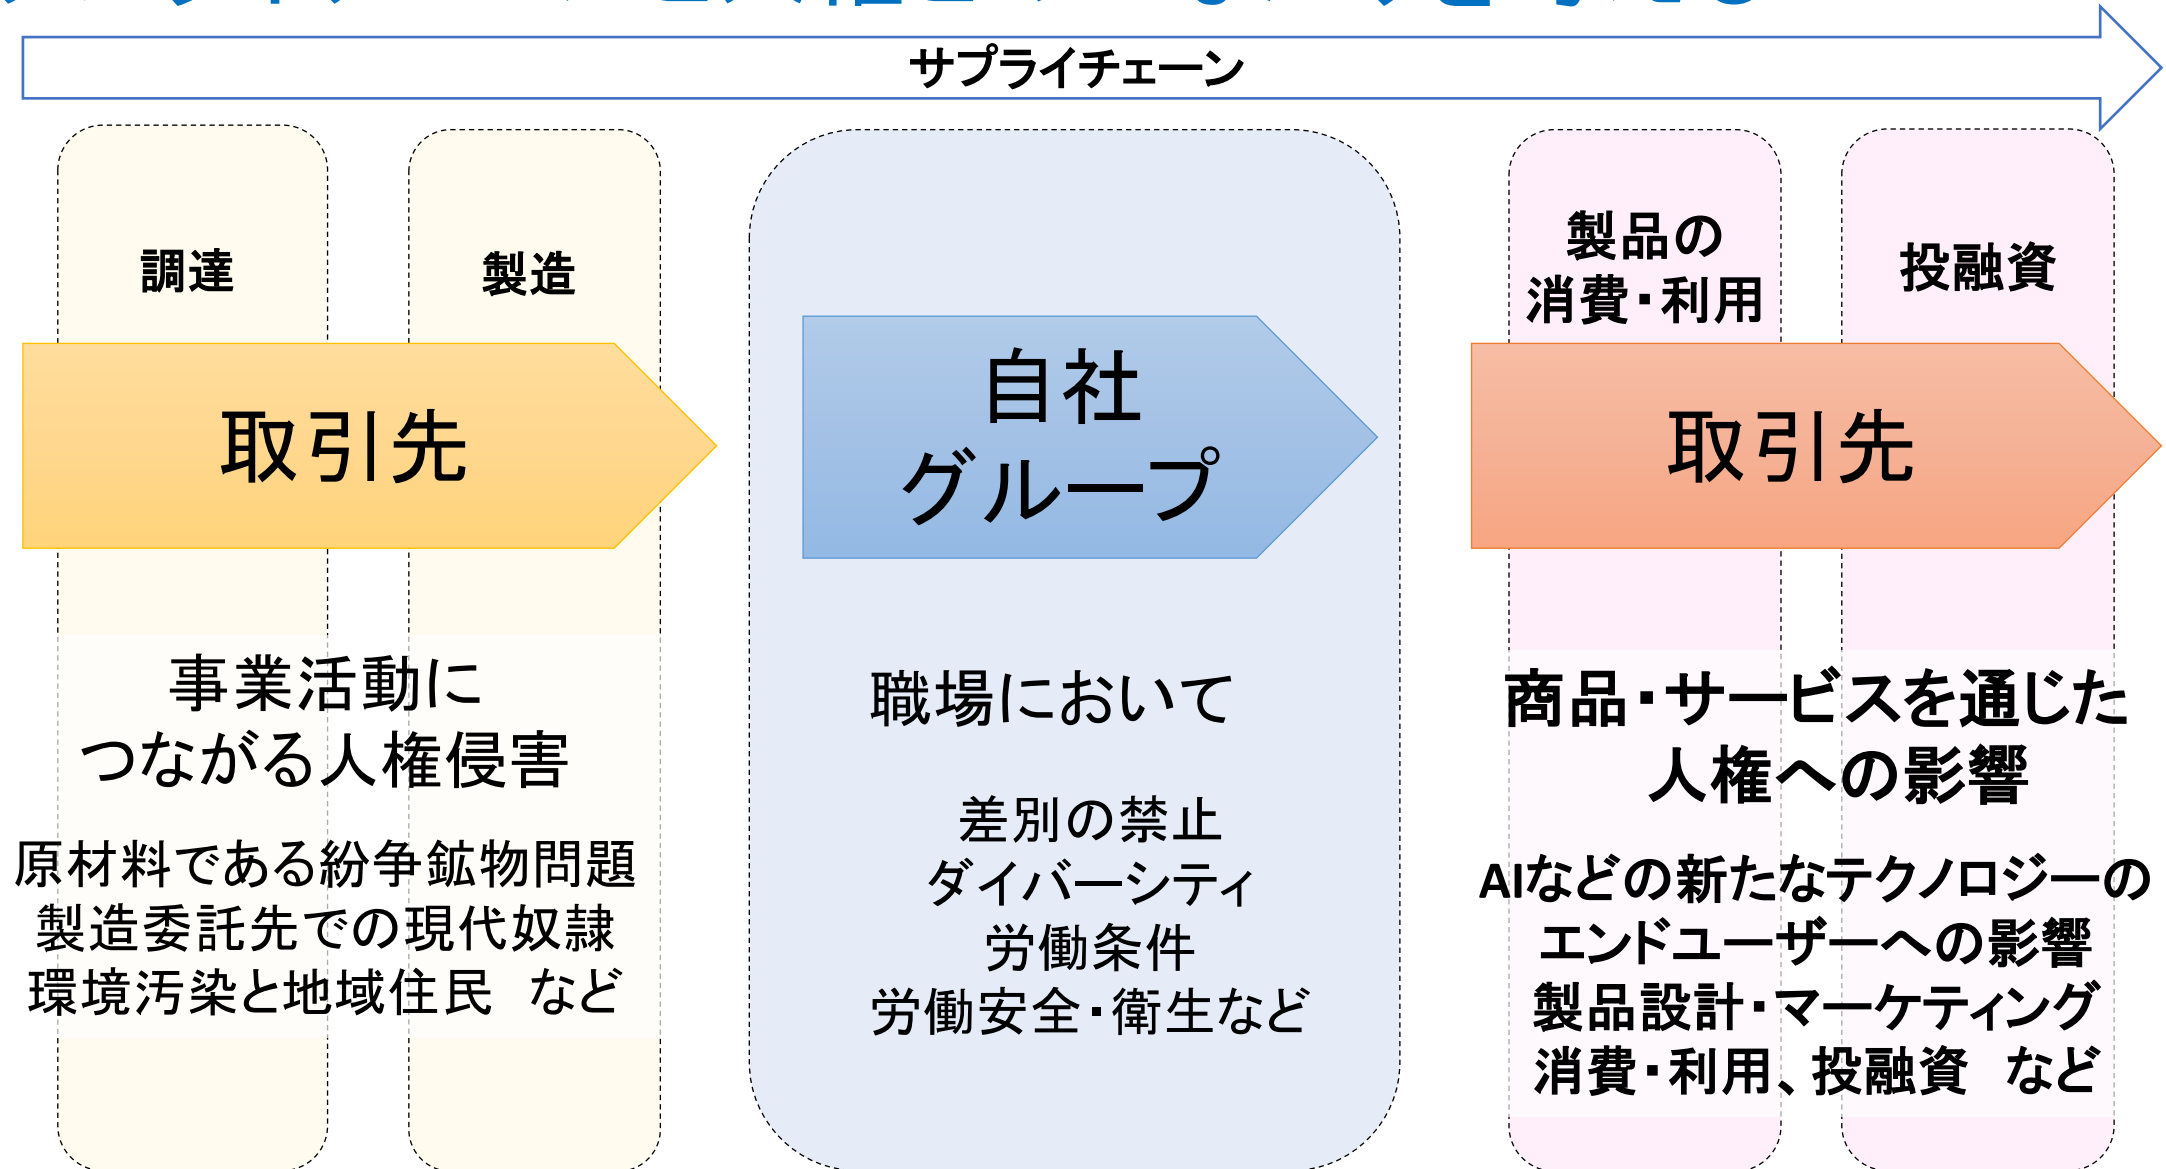 サプライチェーン
調達
製造
取引先
事業活動に
つながる人権侵害
原材料である紛争鉱物問題
製造委託先での現代奴隷
環境汚染と地域住民　など
自社
グループ
職場において
差別の禁止
ダイバーシティ
労働条件
労働安全・衛生など
製品の
消費・利用
投融資
取引先
商品・サービスを通じた
人権への影響
AIなどの新たなテクノロジーの
エンドユーザーへの影響
製品設計・マーケティング
消費・利用、投融資　など